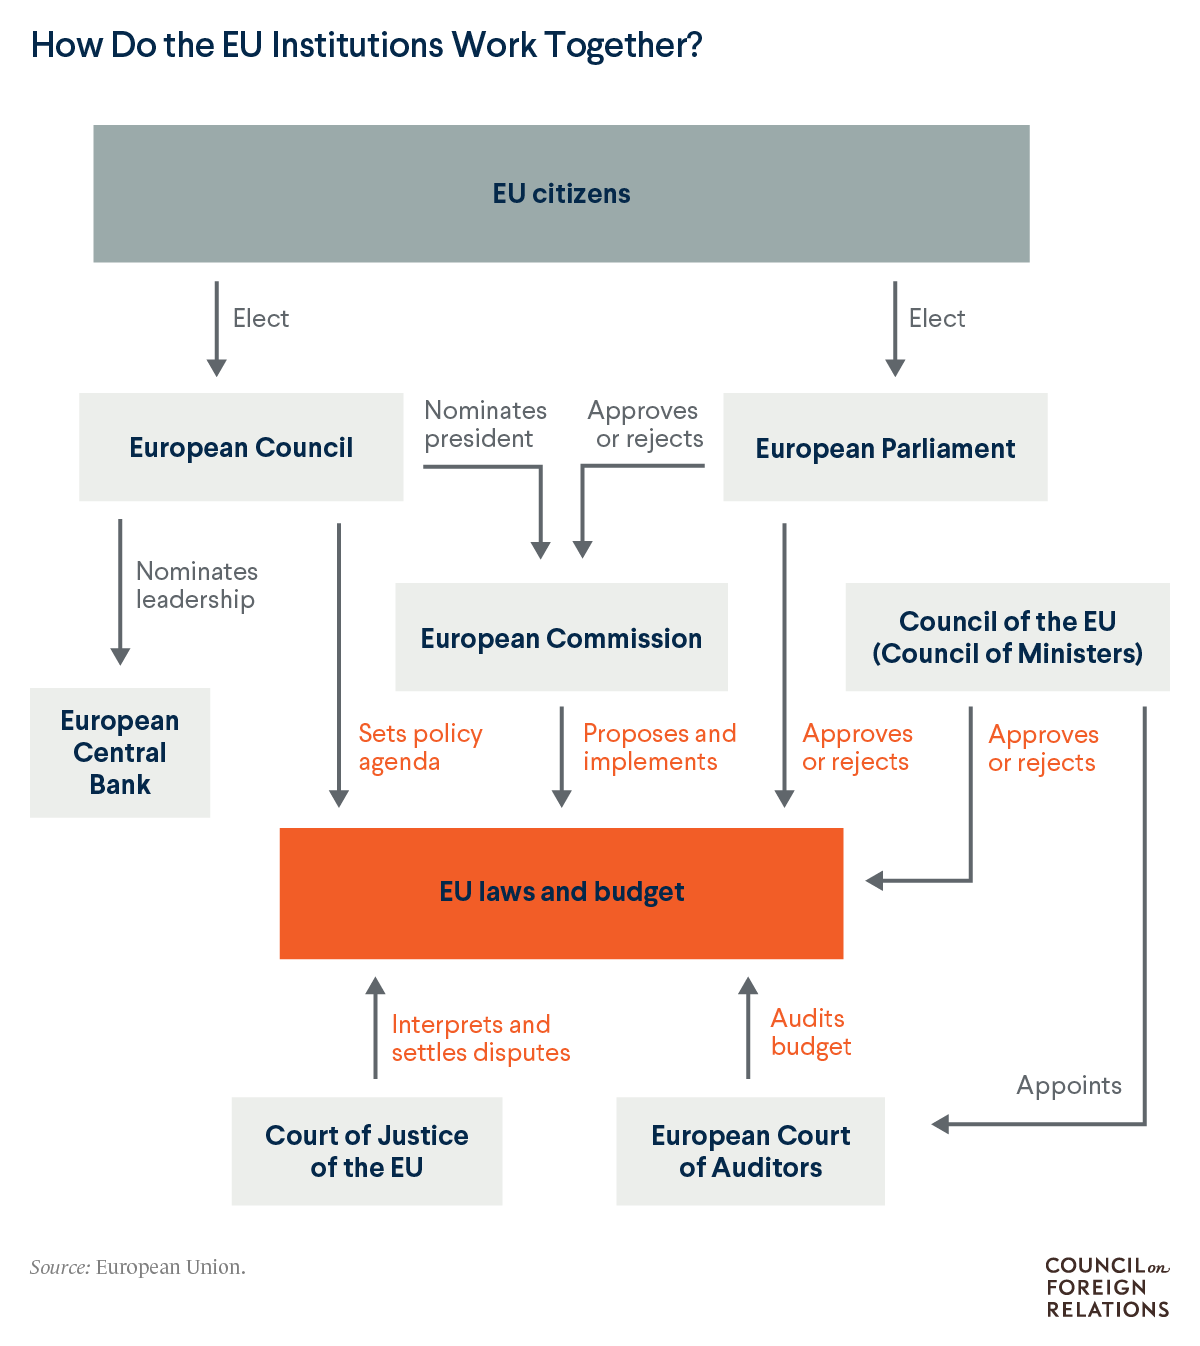 How Do the EU Institutions Work Together?
EU citizens
Elect
Elect
European Council
Nominates
president
Approves
or rejects
European Parliament
Nominates
leadership
European Commission
Council of the EU
(Council of Ministers)
European
Central
Bank
Sets policy
agenda
Proposes and
implements
Approves
or rejects
Approves
or rejects
EU laws and budget
Interprets and
settles disputes
Audits
budget
Appoints
Court of Justice
of the EU
European Court
of Auditors
Source: European Union.
COUNCIL on
FOREIGN
RELATIONS